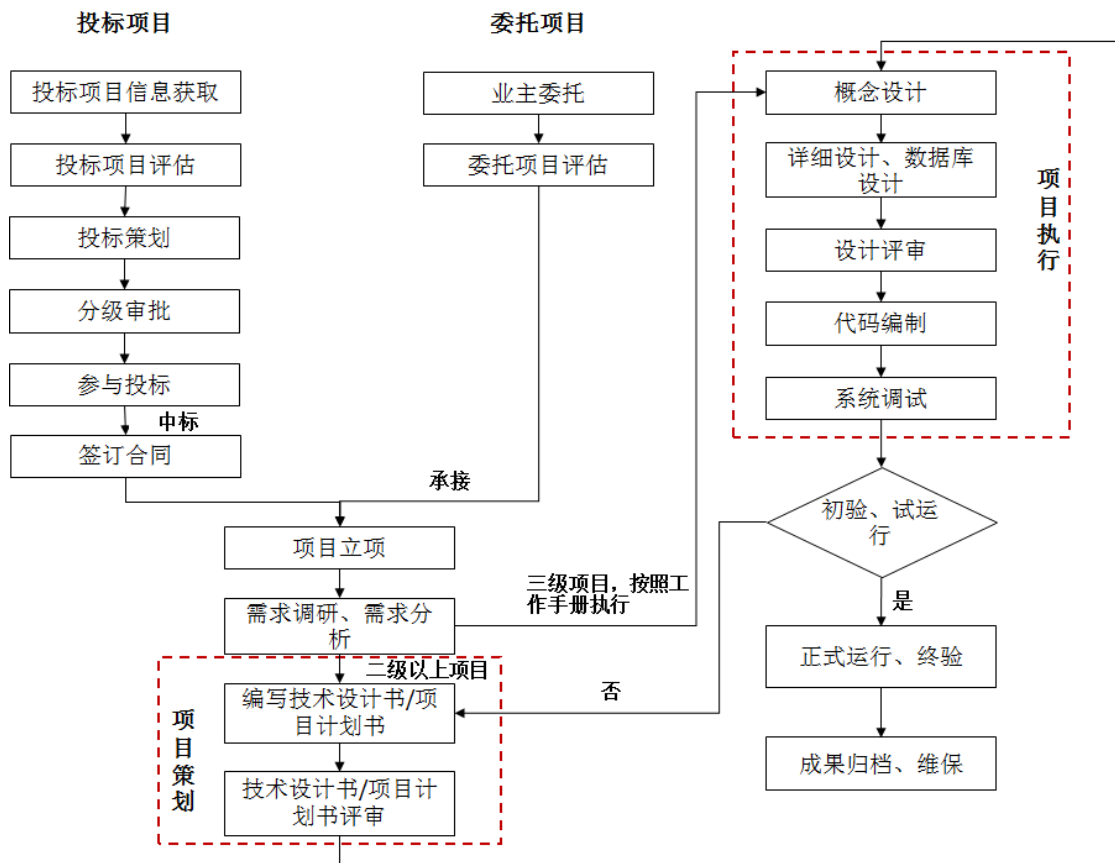 投标项目
投标项目信息获取
投标项目评估
投标策划
分级审批
参与投标
中标
签订合同
委托项目
业主委托
委托项目评估
承接
项目立项
需求调研、需求分
析
三级项目，按照工
作手册执行
二级以上项目
项目策划
编写技术设计书/项
目计划书
技术设计书/项目计
划书评审
项目执行
概念设计
详细设计、数据库
设计
设计评审
代码编制
系统调试
初验、试运
行
否
是
正式运行、终验
成果归档、维保